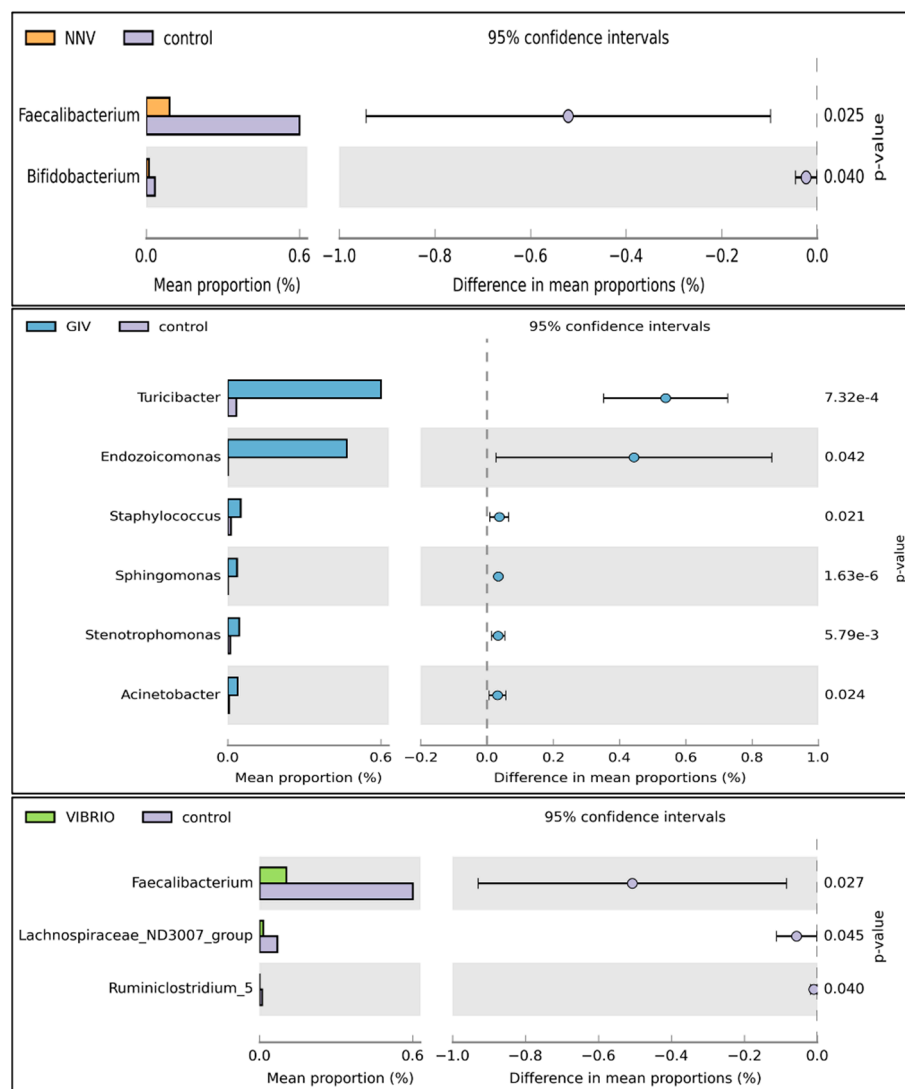 NNV control 95% confidence intervals
Faecalibacterium 0.025
Bifidobacterium 0.040
p-value
0.0 0.6 −1.0 −0.8 −0.6 −0.4 −0.2 0.0
Mean proportion (%) Difference in mean proportions (%)
GIV control 95% confidence intervals
Turicibacter 7.32e-4
Endozoicomonas 0.042
Staphylococcus 0.021
Sphingomonas 1.63e-6
Stenotrophomonas 5.79e-3
Acinetobacter 0.024
p-value
0.0 0.6 −0.2 0.0 0.2 0.4 0.6 0.8 1.0
Mean proportion (%) Difference in mean proportions (%)
VIBRIO control 95% confidence intervals
Faecalibacterium 0.027
Lachnospiraceae_ND3007_group 0.045
Ruminiclostridium_5 0.040
p-value
0.0 0.6 −1.0 −0.8 −0.6 −0.4 −0.2 0.0
Mean proportion (%) Difference in mean proportions (%)